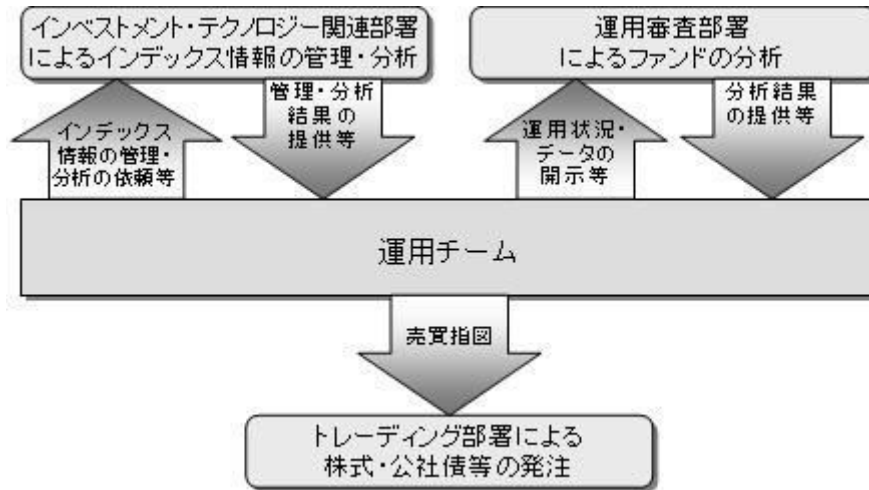 インベストメント・テクノロジー関連部署
によるインデックス情報の管理・分析
運用審査部署
によるファンドの分析
インデックス
情報の管理・
分析の依頼等
管理・分析
結果の
提供等
運用状況・
データの
開示等
分析結果
の提供等
運用チーム
売買指図
トレーディング部署による
株式・公社債等の発注